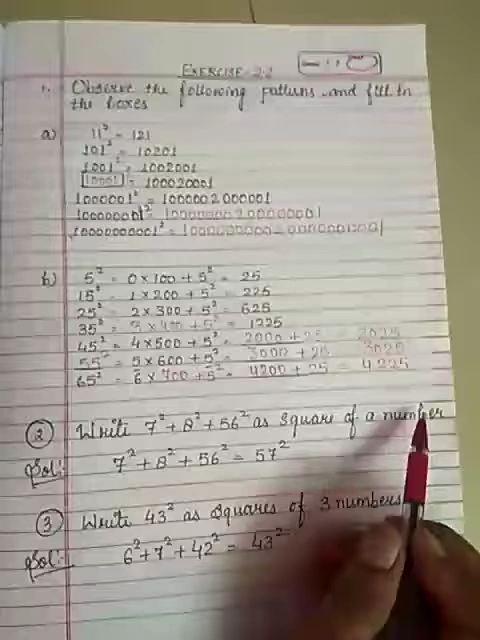 EXERCISE-2.2
1. Observe the following patterns and fill in
the boxes
a) 11² = 121
101² = 10201
1001² = 1002001
10001² = 100020001
1000001² = 1000002000001
5² = 0×100+5² = 25
b) 15² = 1×200+5² = 225
25² = 2×300+5² = 625
35² = 3×400+5² = 1225
45² = 4×500+5² = 2000+25 = 2025
55² = 5×600+5² = 3000+25 3025
65² = 6×700+5² = 4200+25 = 4225
② Write 7²+8²+56² as square of a number
Sol:- 7²+8²+56² = 57²
③ Write 43² as squares of 3 numbers
Sol:- 6²+7²+42² = 43²